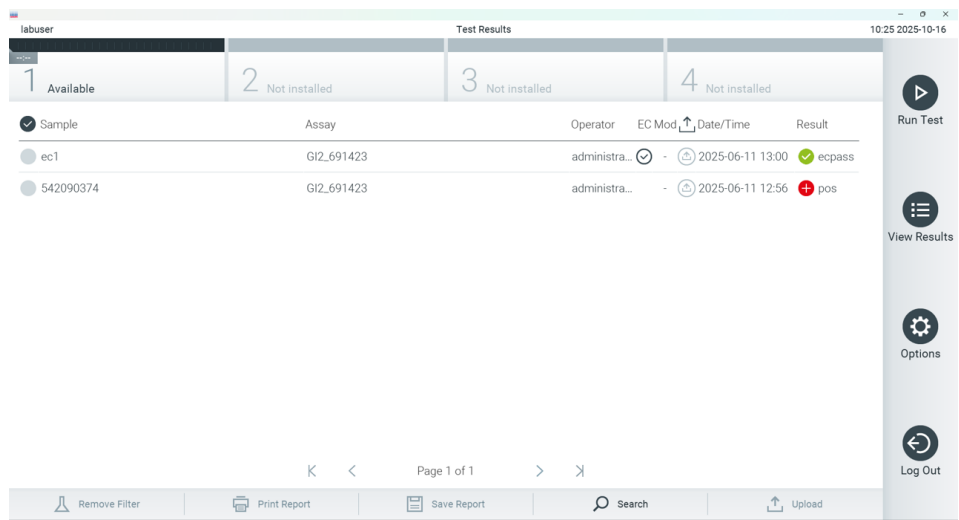 labuser Test Results 10:25 2025-10-16
--:--
1 Available 2 Not installed 3 Not installed 4 Not installed
Run Test
Sample Assay Operator EC Mod Date/Time Result
ec1 GI2_691423 administra... - 2025-06-11 13:00 ecpass
542090374 GI2_691423 administra... - 2025-06-11 12:56 pos
View Results
Options
Log Out
Page 1 of 1
Remove Filter Print Report Save Report Search Upload